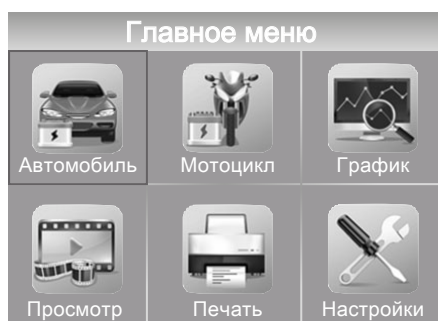 Главное меню
Автомобиль Мотоцикл График
Просмотр Печать Настройки